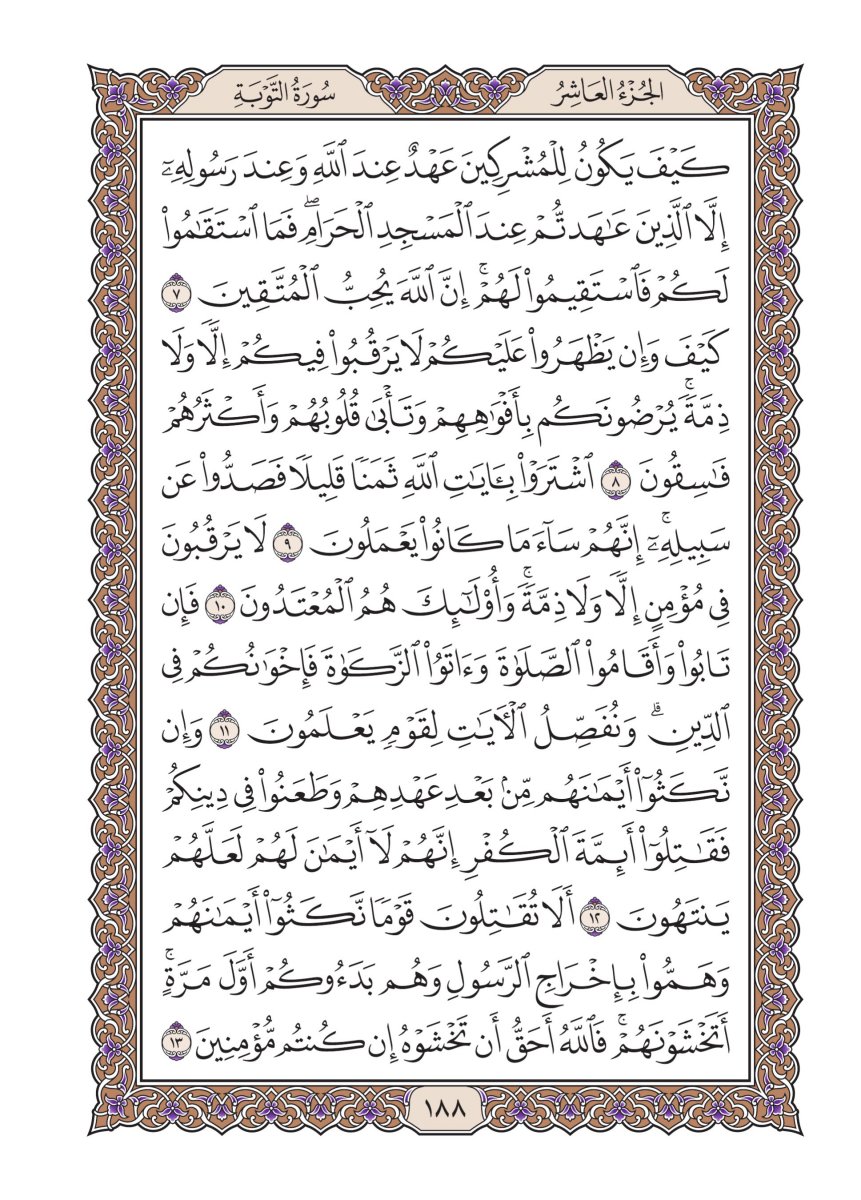 الجُزْءُ العَاشِرُ
سُورَةُ التَّوْبَةِ
كَيْفَ يَكُونُ لِلْمُشْرِكِينَ عَهْدٌ عِندَ ٱللَّهِ وَعِندَ رَسُولِهِۦٓ
إِلَّا ٱلَّذِينَ عَٰهَدتُّمْ عِندَ ٱلْمَسْجِدِ ٱلْحَرَامِۖ فَمَا ٱسْتَقَٰمُوا۟
لَكُمْ فَٱسْتَقِيمُوا۟ لَهُمْۚ إِنَّ ٱللَّهَ يُحِبُّ ٱلْمُتَّقِينَ ٧
كَيْفَ وَإِن يَظْهَرُوا۟ عَلَيْكُمْ لَا يَرْقُبُوا۟ فِيكُمْ إِلًّا وَلَا
ذِمَّةًۚ يُرْضُونَكُم بِأَفْوَٰهِهِمْ وَتَأْبَىٰ قُلُوبُهُمْ وَأَكْثَرُهُمْ
فَٰسِقُونَ ٨ ٱشْتَرَوْا۟ بِـَٔايَٰتِ ٱللَّهِ ثَمَنًا قَلِيلًا فَصَدُّوا۟ عَن
سَبِيلِهِۦٓۚ إِنَّهُمْ سَآءَ مَا كَانُوا۟ يَعْمَلُونَ ٩ لَا يَرْقُبُونَ
فِى مُؤْمِنٍ إِلًّا وَلَا ذِمَّةًۚ وَأُو۟لَٰٓئِكَ هُمُ ٱلْمُعْتَدُونَ ١٠ فَإِن
تَابُوا۟ وَأَقَامُوا۟ ٱلصَّلَوٰةَ وَءَاتَوُا۟ ٱلزَّكَوٰةَ فَإِخْوَٰنُكُمْ فِى
ٱلدِّينِۗ وَنُفَصِّلُ ٱلْـَٔايَٰتِ لِقَوْمٍ يَعْلَمُونَ ١١ وَإِن
نَّكَثُوٓا۟ أَيْمَٰنَهُم مِّنۢ بَعْدِ عَهْدِهِمْ وَطَعَنُوا۟ فِى دِينِكُمْ
فَقَٰتِلُوٓا۟ أَئِمَّةَ ٱلْكُفْرِ إِنَّهُمْ لَآ أَيْمَٰنَ لَهُمْ لَعَلَّهُمْ
يَنتَهُونَ ١٢ أَلَا تُقَٰتِلُونَ قَوْمًا نَّكَثُوٓا۟ أَيْمَٰنَهُمْ
وَهَمُّوا۟ بِإِخْرَاجِ ٱلرَّسُولِ وَهُم بَدَءُوكُمْ أَوَّلَ مَرَّةٍۚ
أَتَخْشَوْنَهُمْۚ فَٱللَّهُ أَحَقُّ أَن تَخْشَوْهُ إِن كُنتُم مُّؤْمِنِينَ ١٣
١٨٨